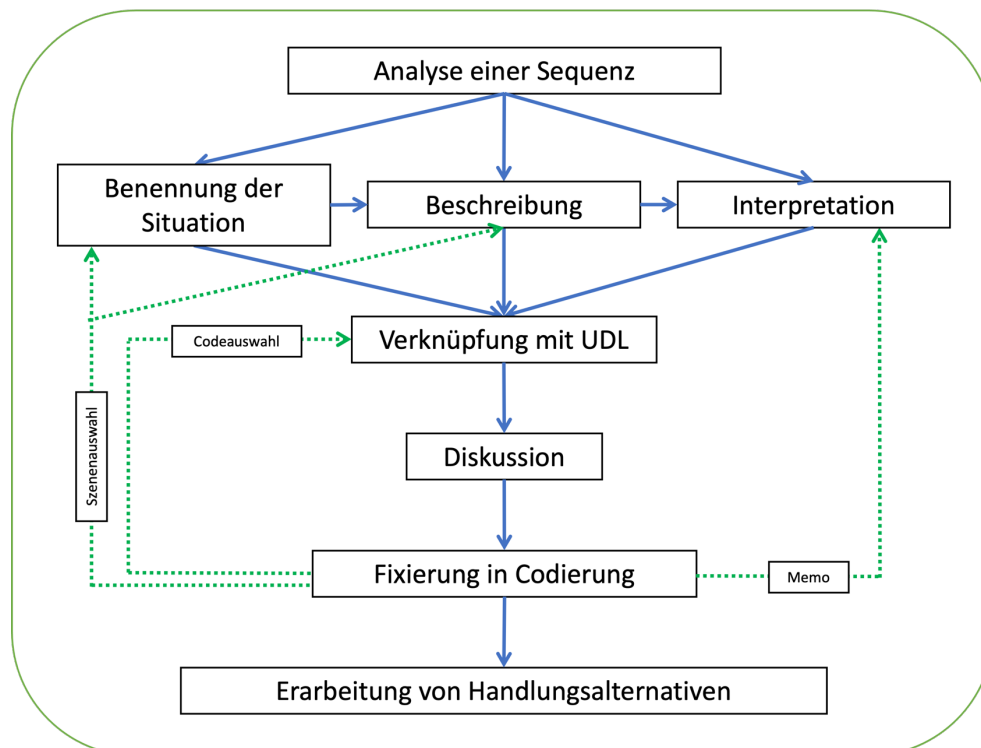 Analyse einer Sequenz
Benennung der
Situation
Beschreibung
Interpretation
Verknüpfung mit UDL
Codeauswahl
Szenenauswahl
Diskussion
Fixierung in Codierung
Memo
Erarbeitung von Handlungsalternativen